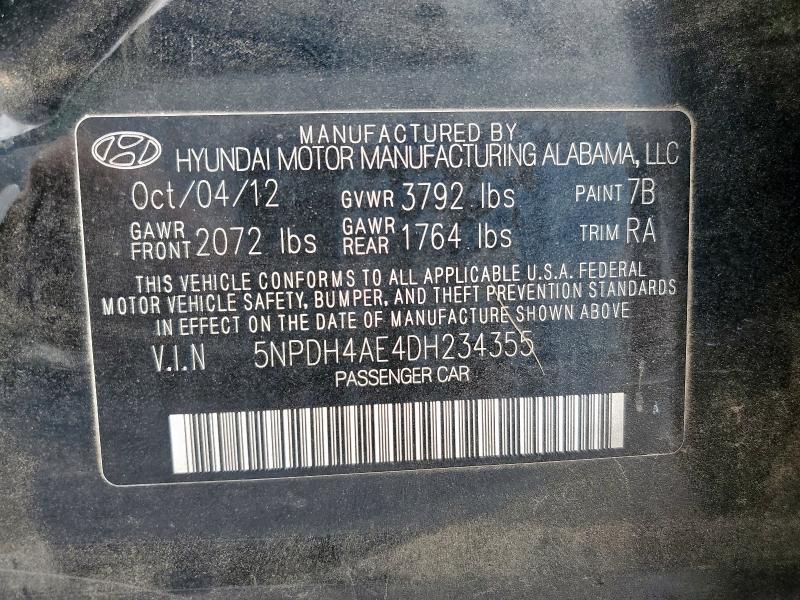 MANUFACTURED BY
HYUNDAI MOTOR MANUFACTURING ALABAMA, LLC
Oct/04/12 GVWR 3792 lbs PAINT 7B
GAWR FRONT 2072 lbs GAWR REAR 1764 lbs TRIM RA
THIS VEHICLE CONFORMS TO ALL APPLICABLE U.S.A. FEDERAL
MOTOR VEHICLE SAFETY, BUMPER, AND THEFT PREVENTION STANDARDS
IN EFFECT ON THE DATE OF MANUFACTURE SHOWN ABOVE
V.I.N 5NPDH4AE4DH234355
PASSENGER CAR